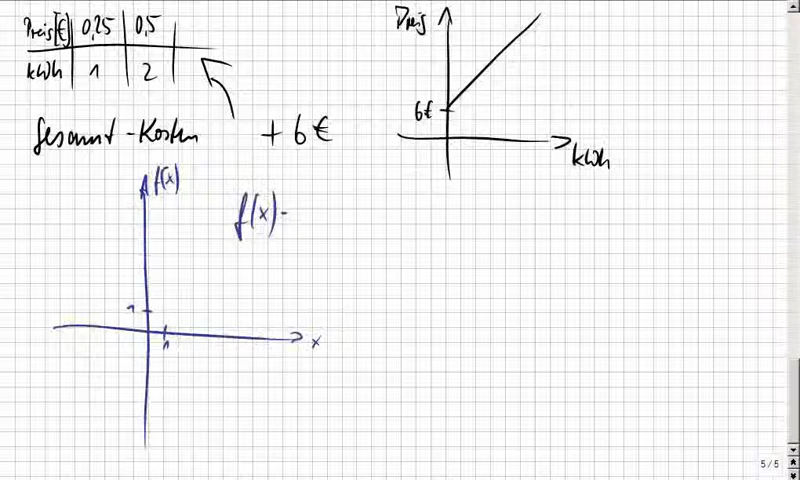 Preis[€] 0,25 0,5
kWh 1 2
Gesamt-Kosten + 6€
Preis
6€
kWh
f(x)
f(x)-
1
1
x
5/5